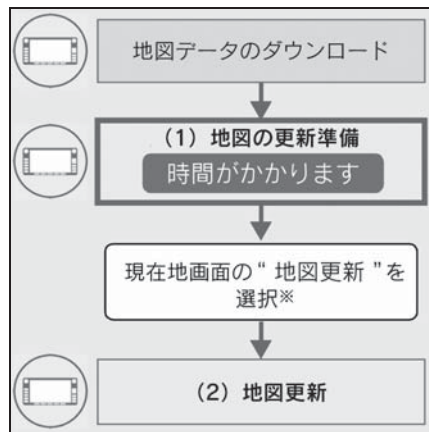 地図データのダウンロード
(1) 地図の更新準備
時間がかかります
現在地画面の“ 地図更新 ”を
選択※
(2) 地図更新